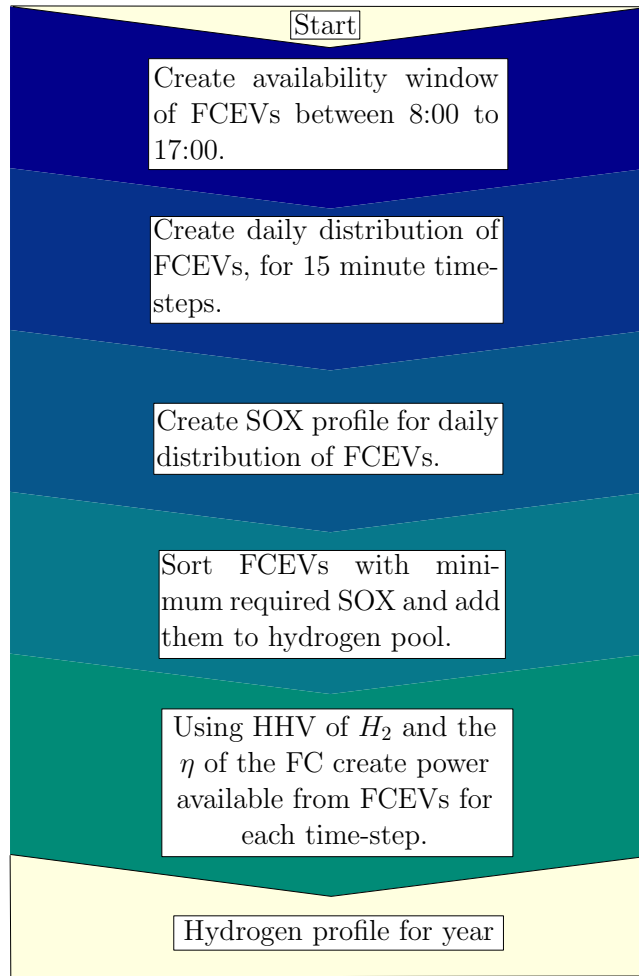 Start
Create availability window
of FCEVs between 8:00 to
17:00.
Create daily distribution of
FCEVs, for 15 minute time-
steps.
Create SOX profile for daily
distribution of FCEVs.
Sort FCEVs with mini-
mum required SOX and add
them to hydrogen pool.
Using HHV of H₂ and the
η of the FC create power
available from FCEVs for
each time-step.
Hydrogen profile for year